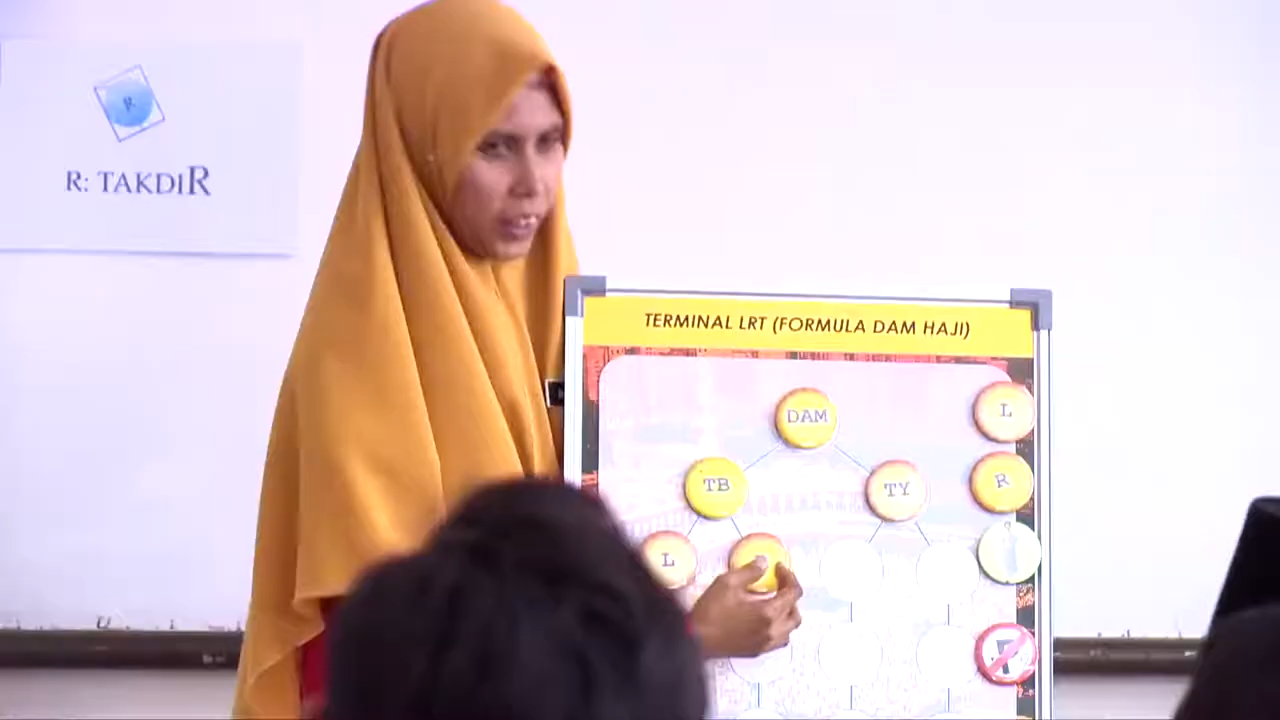 R
R: TAKDIR
TERMINAL LRT (FORMULA DAM HAJI)
DAM
L
TB
TY
R
L